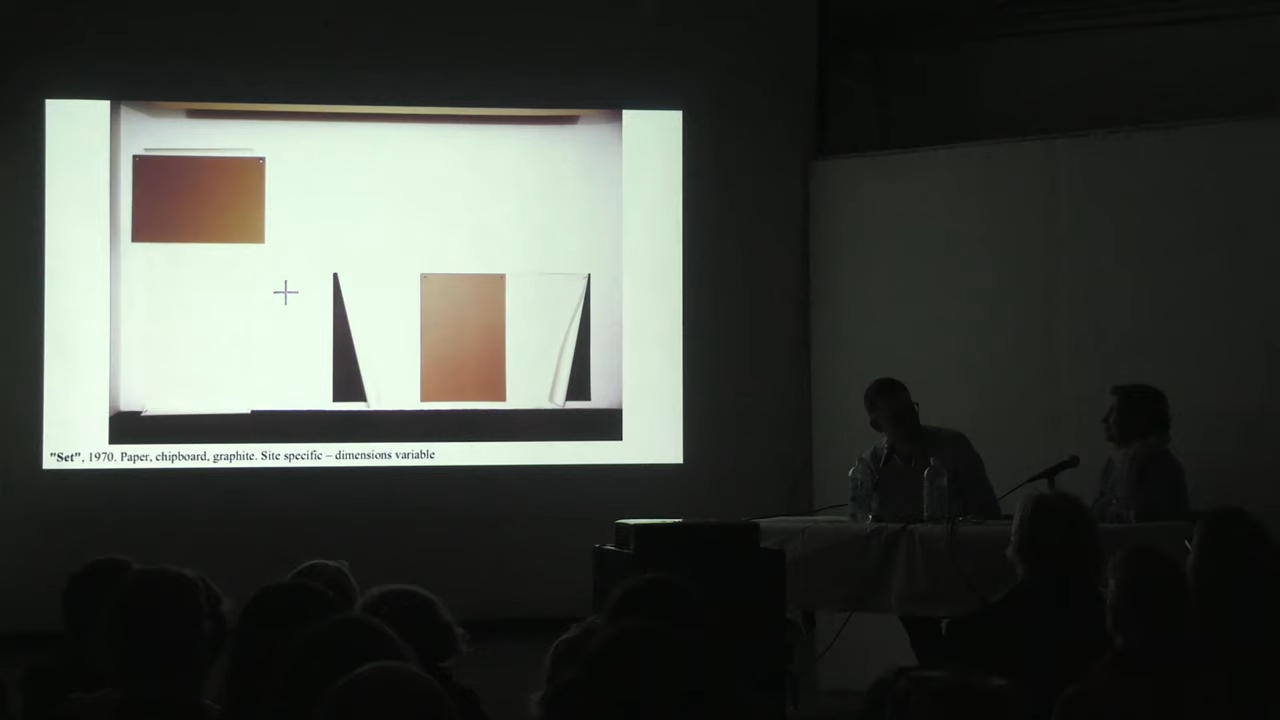 "Set", 1970. Paper, chipboard, graphite. Site specific – dimensions variable